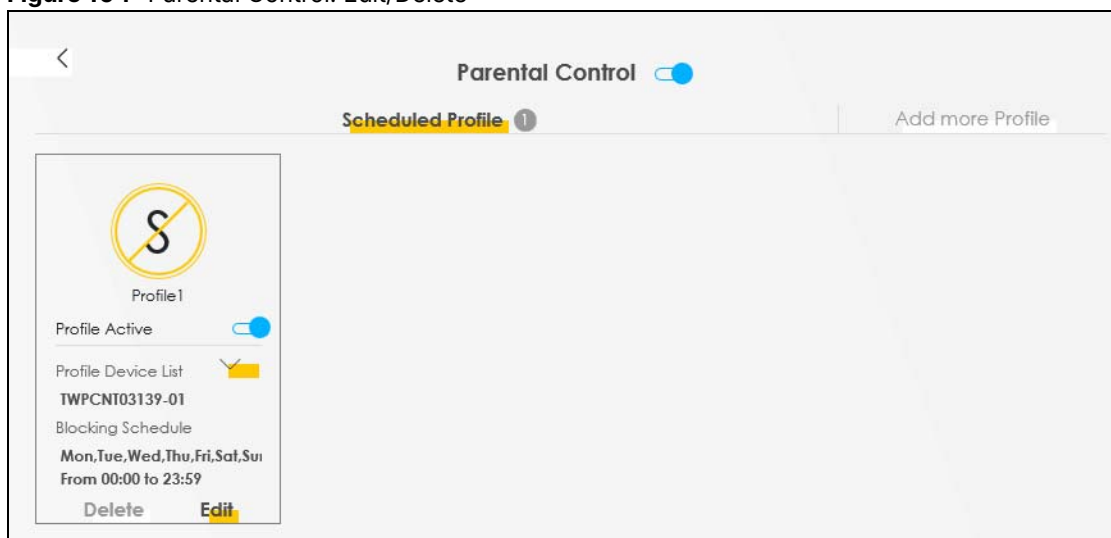 Parental Control
Scheduled Profile 1
Add more Profile
S
Profile1
Profile Active
Profile Device List
TWPCNT03139-01
Blocking Schedule
Mon,Tue,Wed,Thu,Fri,Sat,Sun
From 00:00 to 23:59
Delete Edit